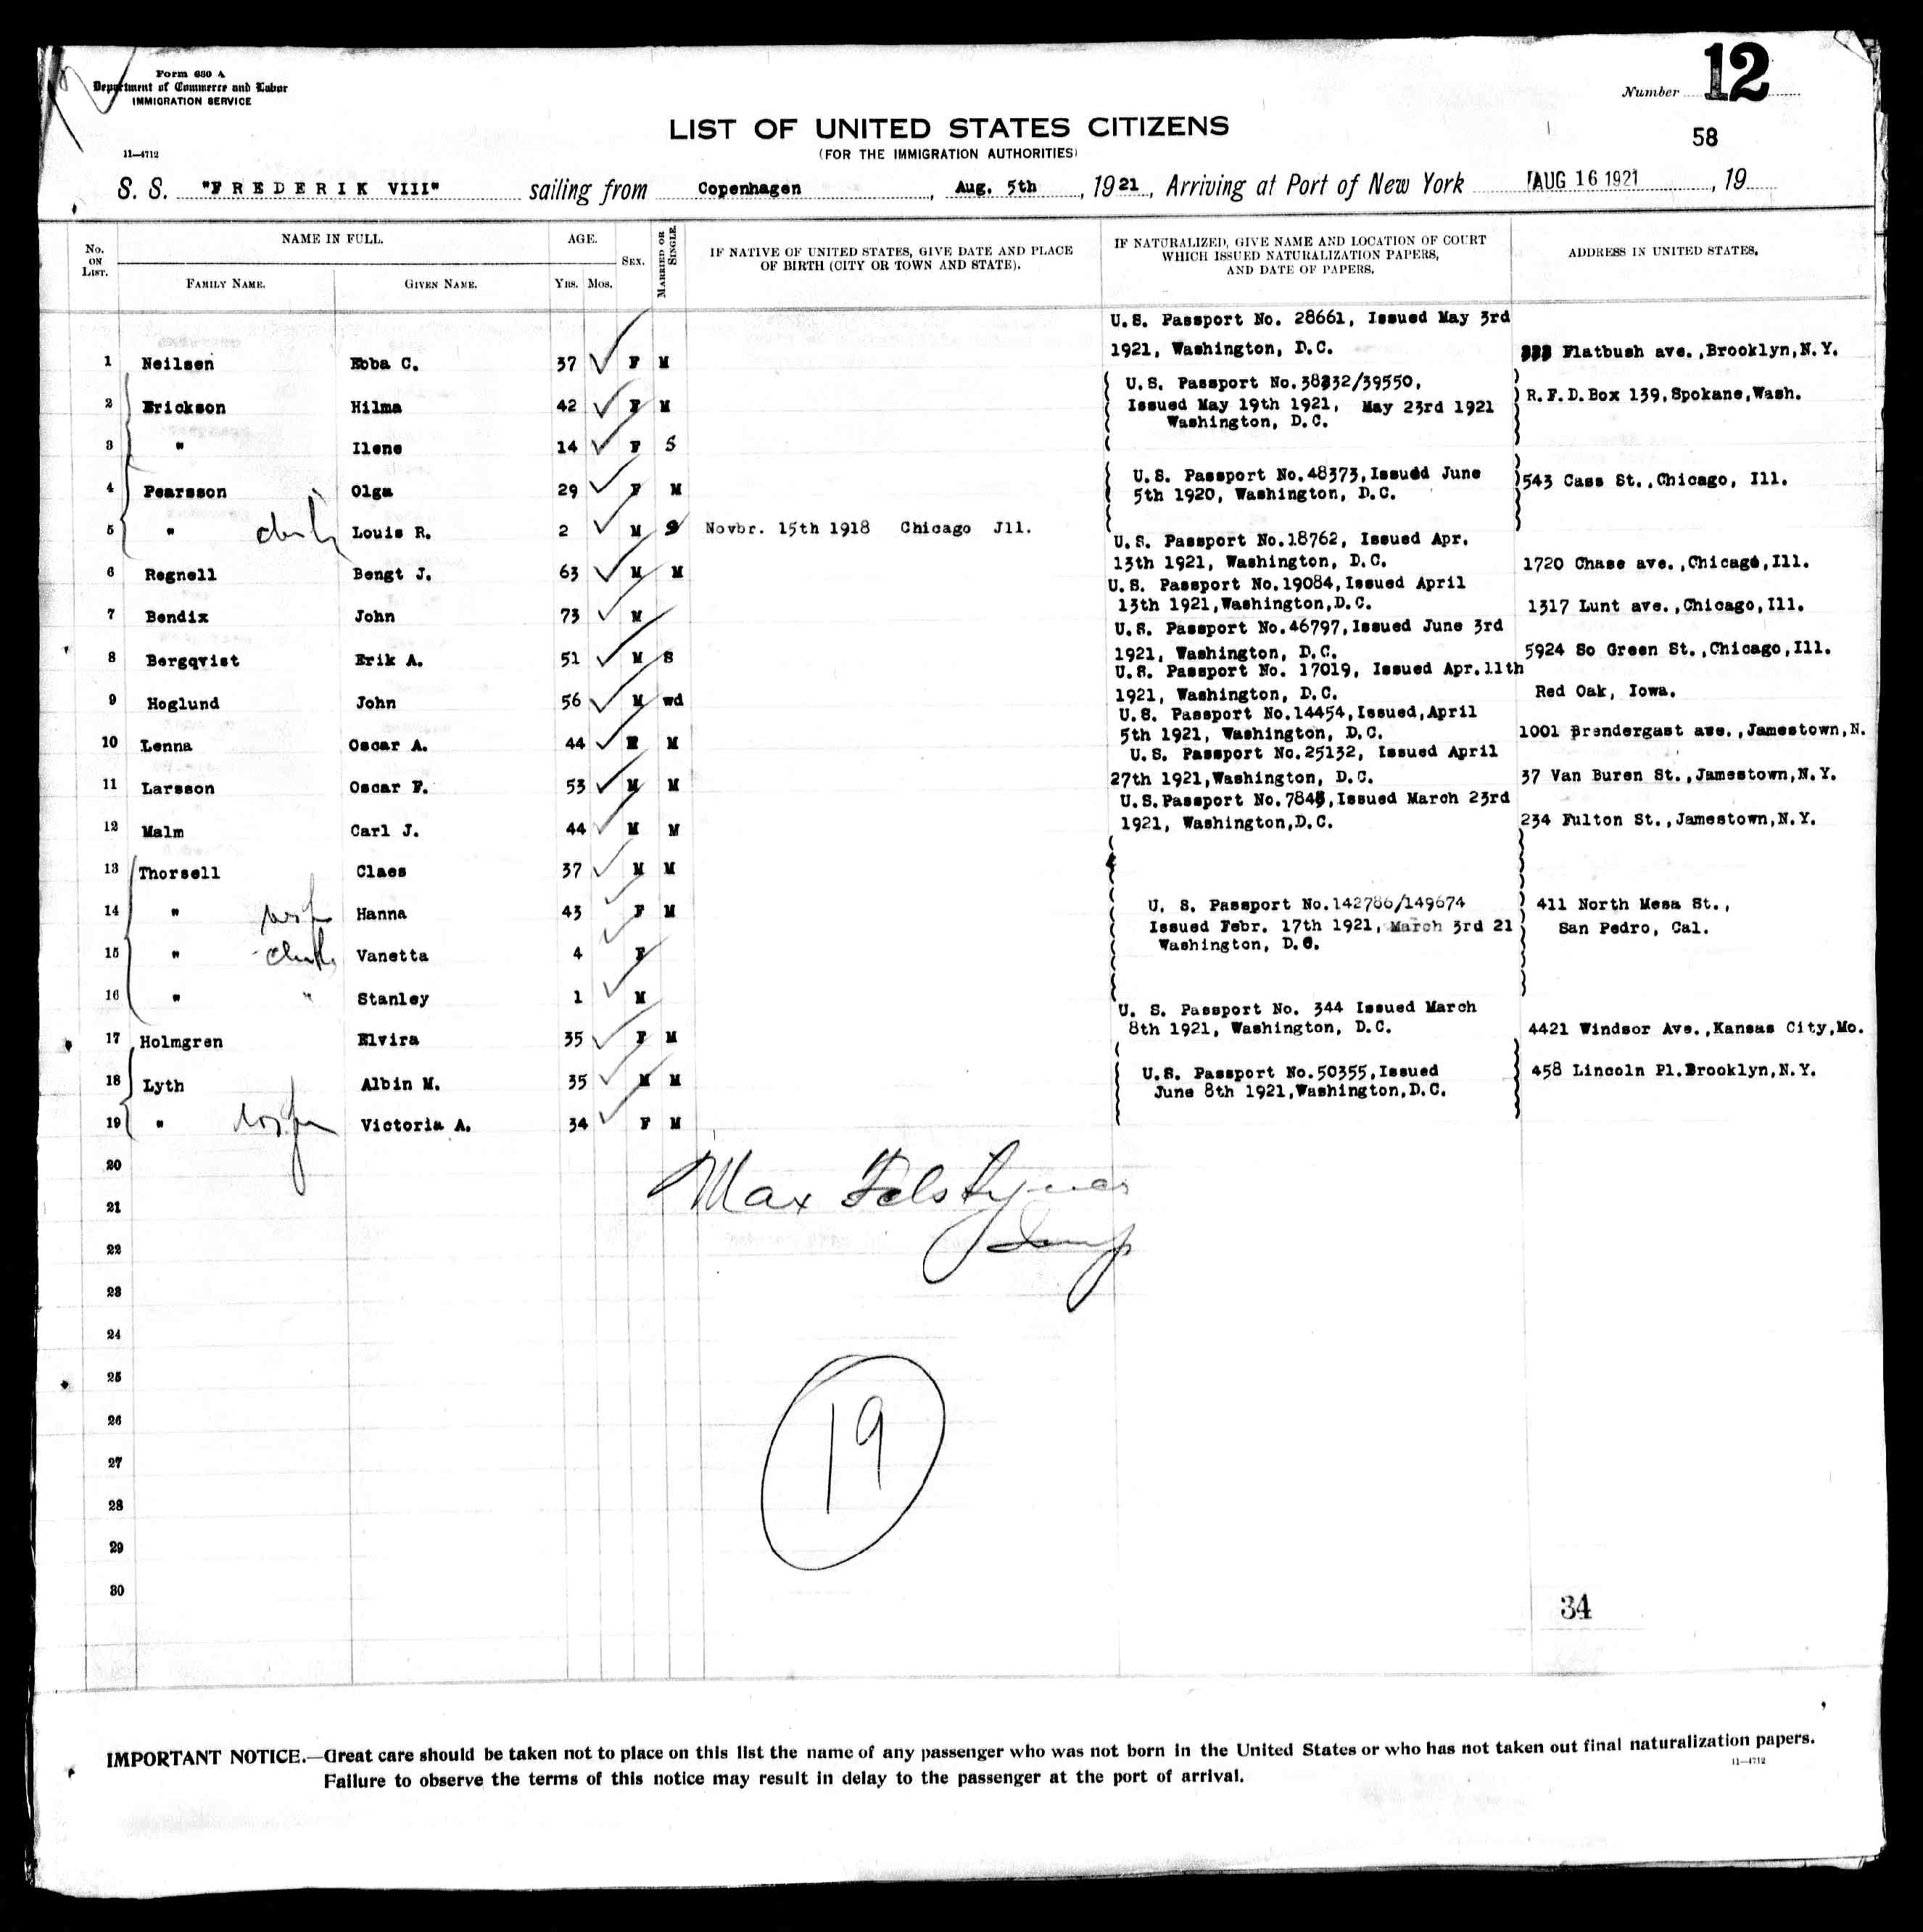 Form 630 A
Department of Commerce and Labor
IMMIGRATION SERVICE
Number 12
58
LIST OF UNITED STATES CITIZENS
(FOR THE IMMIGRATION AUTHORITIES)
11—4712
S. S. "FREDERIK VIII" sailing from Copenhagen, Aug. 5th, 1921, Arriving at Port of New York AUG 16 1921, 19
No. ON LIST.
NAME IN FULL.
FAMILY NAME.
GIVEN NAME.
AGE.
YRS. MOS.
SEX.
MARRIED OR SINGLE.
IF NATIVE OF UNITED STATES, GIVE DATE AND PLACE
OF BIRTH (CITY OR TOWN AND STATE).
IF NATURALIZED, GIVE NAME AND LOCATION OF COURT
WHICH ISSUED NATURALIZATION PAPERS,
AND DATE OF PAPERS.
ADDRESS IN UNITED STATES.
U.S. Passport No. 28661, Issued May 3rd
1 Neilsen Ebba C. 37 F M 1921, Washington, D.C. Flatbush ave.,Brooklyn,N.Y.
U.S. Passport No.38232/39550,
2 Erickson Hilma 42 F M Issued May 19th 1921, May 23rd 1921 R.F.D.Box 139,Spokane,Wash.
Washington, D.C.
3 " Ilene 14 F S
U.S. Passport No.48373,Issued June
4 Pearsson Olga 29 F M 5th 1920, Washington, D.C. 543 Cass St.,Chicago, Ill.
5 " Louis R. 2 M S Novbr. 15th 1918 Chicago Jll.
U.S. Passport No.18762, Issued Apr.
6 Regnell Bengt J. 63 M M 13th 1921, Washington, D.C. 1720 Chase ave.,Chicago,Ill.
U.S. Passport No.19084,Issued April
7 Bendix John 73 M 13th 1921,Washington,D.C. 1317 Lunt ave.,Chicago,Ill.
U.S. Passport No.46797,Issued June 3rd
8 Bergqvist Erik A. 51 M S 1921, Washington, D.C. 5924 So Green St.,Chicago,Ill.
U.S. Passport No. 17019, Issued Apr.11th
9 Hoglund John 56 M wd 1921, Washington, D.C. Red Oak, Iowa.
U.S. Passport No.14454,Issued,April
10 Lenna Oscar A. 44 M M 5th 1921, Washington, D.C. 1001 Prendergast ave.,Jamestown,N.
U.S. Passport No.25132, Issued April
11 Larsson Oscar F. 53 M M 27th 1921,Washington, D.C. 37 Van Buren St.,Jamestown,N.Y.
U.S.Passport No.7845,Issued March 23rd
12 Malm Carl J. 44 M M 1921, Washington,D.C. 234 Fulton St.,Jamestown,N.Y.
13 Thorsell Claes 37 M M
14 " wife Hanna 43 F M U. S. Passport No.142786/149674 411 North Mesa St.,
Issued Febr. 17th 1921, March 3rd 21 San Pedro, Cal.
15 " Vanetta 4 F Washington, D.C.
16 " " Stanley 1 M
U. S. Passport No. 344 Issued March
17 Holmgren Elvira 35 F M 8th 1921, Washington, D.C. 4421 Windsor Ave.,Kansas City,Mo.
18 Lyth Albin M. 35 M M U.S. Passport No.50355,Issued 458 Lincoln Pl.Brooklyn,N.Y.
June 8th 1921,Washington,D.C.
19 " wife Victoria A. 34 F M
20
Max
21
22
23
24
25
26
19
27
28
29
30
34
IMPORTANT NOTICE.—Great care should be taken not to place on this list the name of any passenger who was not born in the United States or who has not taken out final naturalization papers.
Failure to observe the terms of this notice may result in delay to the passenger at the port of arrival.
11—4712